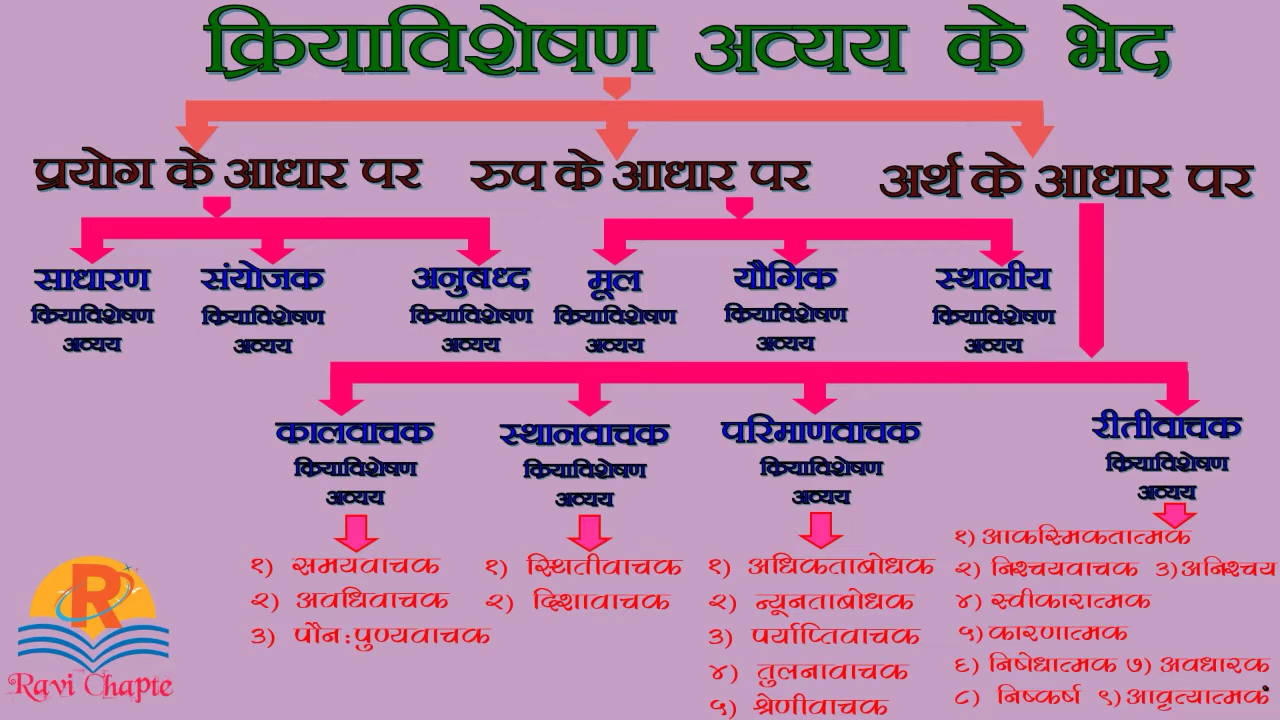 क्रियाविशेषण अव्यय के भेद
प्रयोग के आधार पर
रुप के आधार पर
अर्थ के आधार पर
साधारण क्रियाविशेषण अव्यय
संयोजक क्रियाविशेषण अव्यय
अनुबध्द क्रियाविशेषण अव्यय
मूल क्रियाविशेषण अव्यय
यौगिक क्रियाविशेषण अव्यय
स्थानीय क्रियाविशेषण अव्यय
कालवाचक क्रियाविशेषण अव्यय
१) समयवाचक
२) अवधिवाचक
३) पौन:पुण्यवाचक
स्थानवाचक क्रियाविशेषण अव्यय
१) स्थितीवाचक
२) दिशावाचक
परिमाणवाचक क्रियाविशेषण अव्यय
१) अधिकताबोधक
२) न्यूनताबोधक
३) पर्याप्तिवाचक
४) तुलनावाचक
५) श्रेणीवाचक
रीतीवाचक क्रियाविशेषण अव्यय
१) आकस्मिकतात्मक
२) निश्चयवाचक ३) अनिश्चय
४) स्वीकारात्मक
५) कारणात्मक
६) निषेधात्मक ७) अवधारक
८) निष्कर्ष ९) आवृत्यात्मक
R
Ravi Chapte